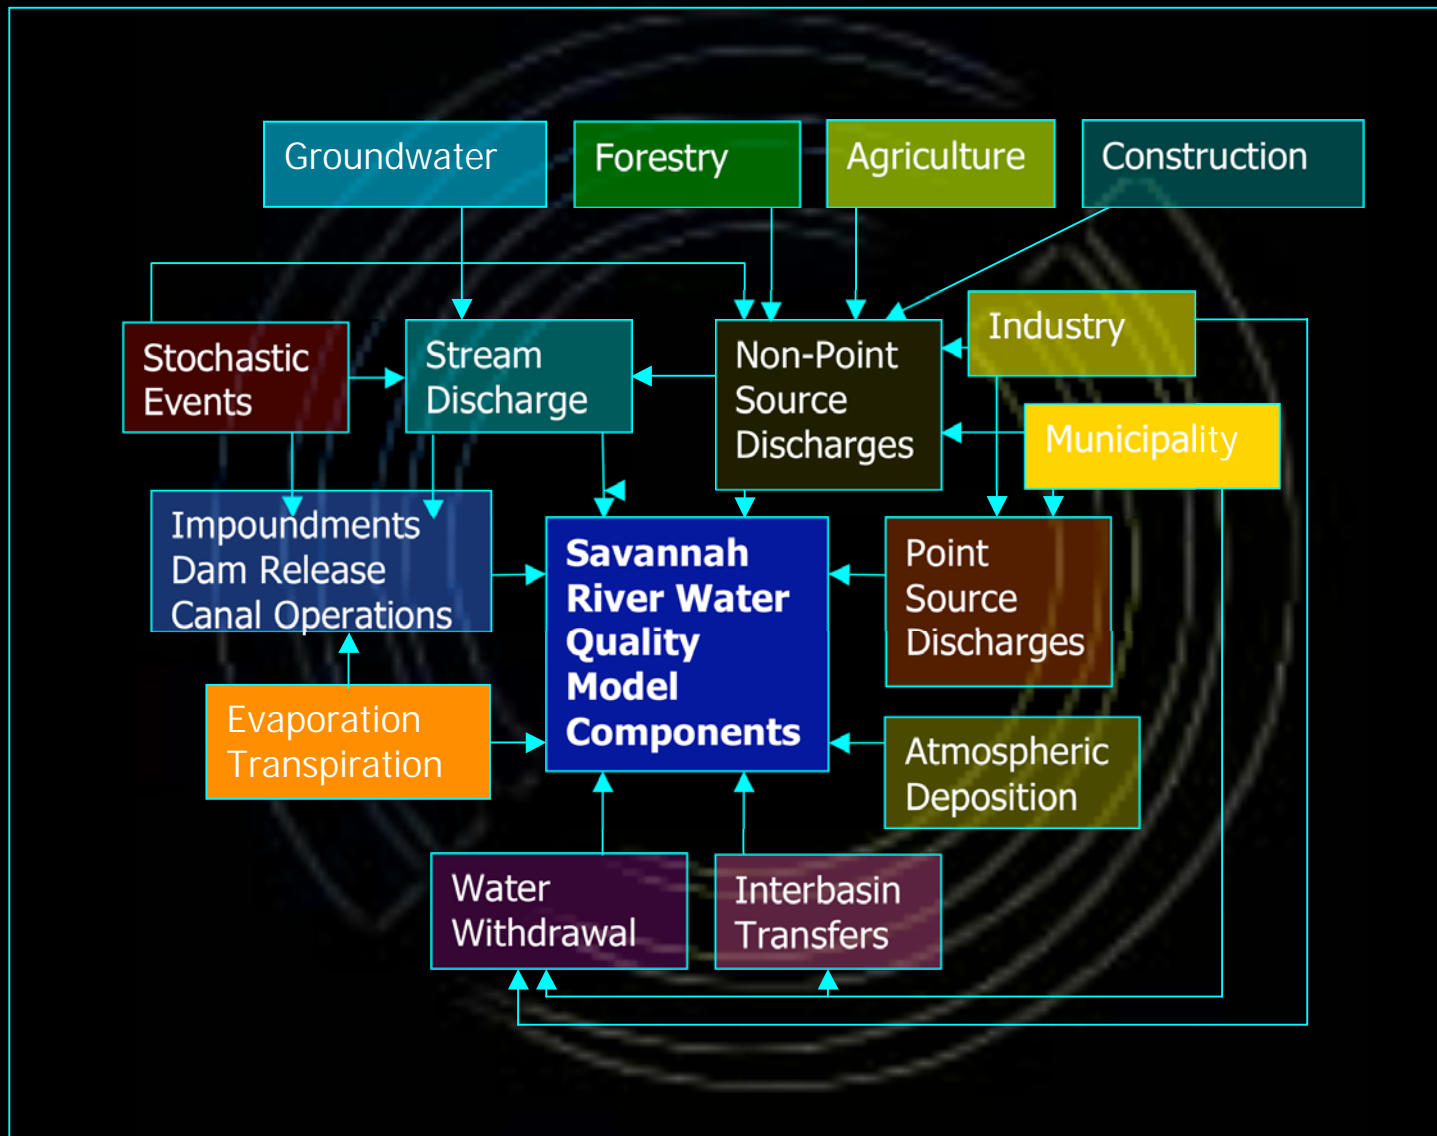 Groundwater
Forestry
Agriculture
Construction
Stochastic
Events
Stream
Discharge
Non-Point
Source
Discharges
Industry
Municipality
Impoundments
Dam Release
Canal Operations
Savannah
River Water
Quality
Model
Components
Point
Source
Discharges
Evaporation
Transpiration
Atmospheric
Deposition
Water
Withdrawal
Interbasin
Transfers